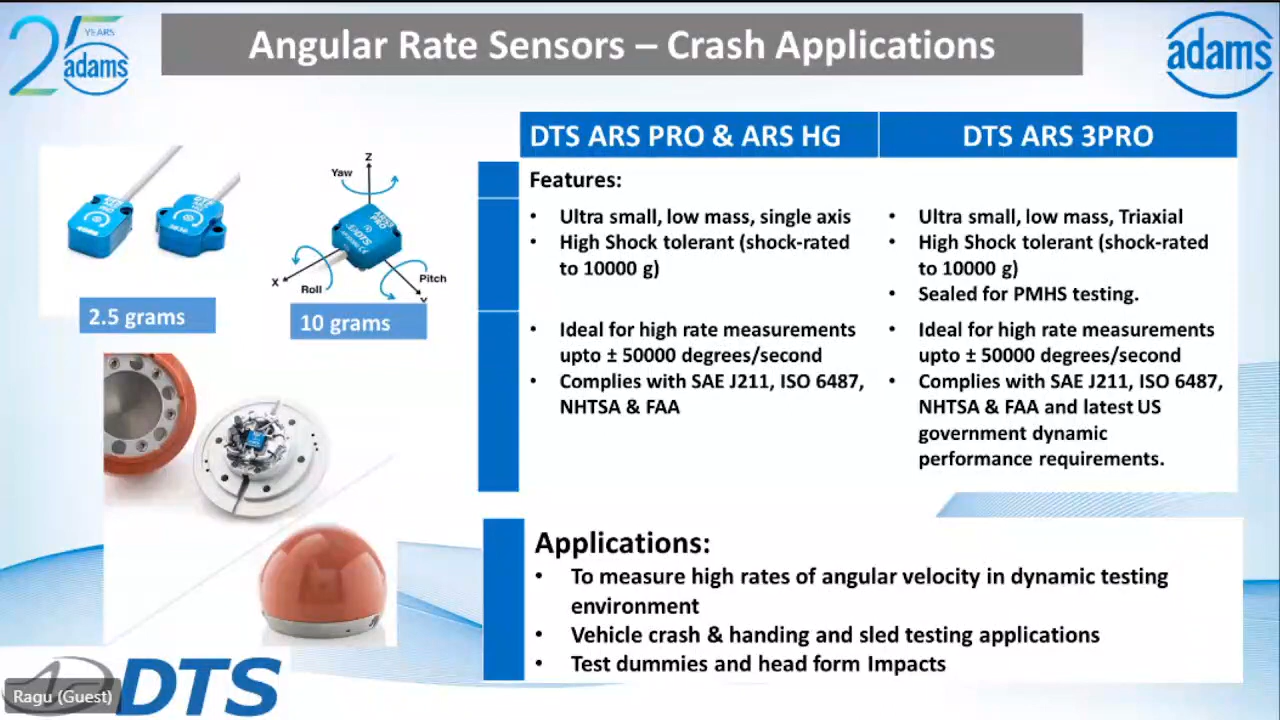 25 YEARS
adams
Angular Rate Sensors – Crash Applications
adams
DTS ARS PRO & ARS HG
DTS ARS 3PRO
Features:
• Ultra small, low mass, single axis
• High Shock tolerant (shock-rated
to 10000 g)
• Ultra small, low mass, Triaxial
• High Shock tolerant (shock-rated
to 10000 g)
• Sealed for PMHS testing.
• Ideal for high rate measurements
upto ± 50000 degrees/second
• Complies with SAE J211, ISO 6487,
NHTSA & FAA
• Ideal for high rate measurements
upto ± 50000 degrees/second
• Complies with SAE J211, ISO 6487,
NHTSA & FAA and latest US
government dynamic
performance requirements.
Z
Yaw
ARS3
PRO
DTS
X
Roll
Pitch
Y
2.5 grams
10 grams
Applications:
• To measure high rates of angular velocity in dynamic testing
environment
• Vehicle crash & handing and sled testing applications
• Test dummies and head form Impacts
DTS
Ragu (Guest)